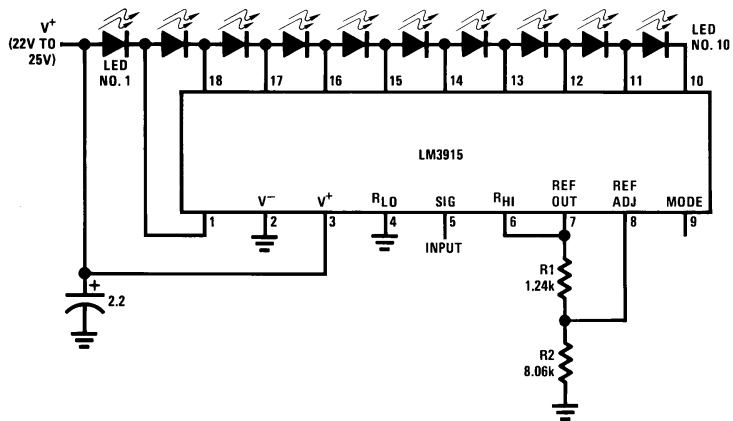 V+
(22V TO
25V)
LED
NO. 1
LED
NO. 10
18
17
16
15
14
13
12
11
10
LM3915
V−
V+
RLO
SIG
RHI
REF
OUT
REF
ADJ
MODE
1
2
3
4
5
6
7
8
9
INPUT
+
2.2
R1
1.24k
R2
8.06k